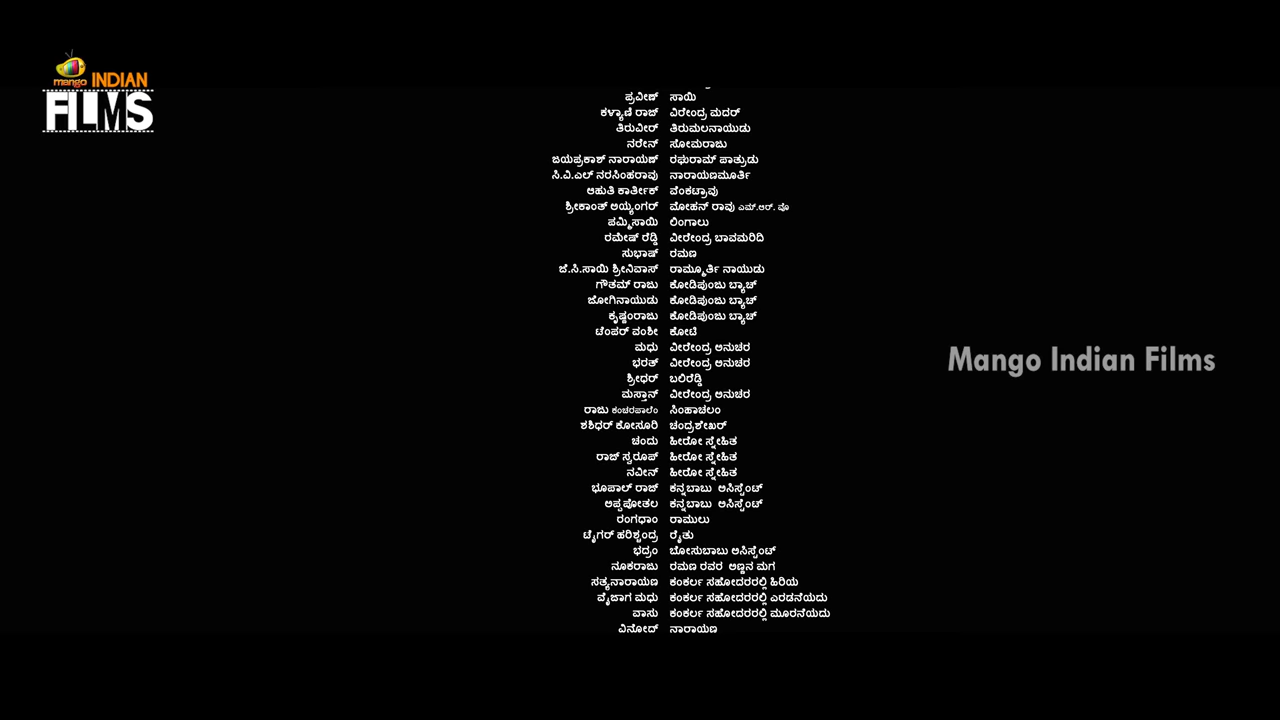 mango INDIAN
FILMS
ಪ್ರವೀಣ್ ಸಾಯಿ
ಕಳ್ಯಾಣಿ ರಾಜ್ ವಿರೇಂದ್ರ ಮದರ್
ತಿರುವೀರ್ ತಿರುಮಲನಾಯುಡು
ನರೇನ್ ಸೋಮರಾಜು
ಜಯಪ್ರಕಾಶ್ ನಾರಾಯಣ್ ರಘುರಾಮ್ ಪಾತ್ರುಡು
ಸಿ.ವಿ.ಎಲ್ ನರಸಿಂಹರಾವು ನಾರಾಯಣಮೂರ್ತಿ
ಆಹುತಿ ಕಾರ್ತೀಕ್ ವೆಂಕಟ್ರಾವು
ಶ್ರೀಕಾಂತ್ ಅಯ್ಯಂಗರ್ ಮೋಹನ್ ರಾವು ಎಮ್.ಆರ್. ವೊ
ಪಮ್ಮಿಸಾಯಿ ಲಿಂಗಾಲು
ರಮೇಷ್ ರೆಡ್ಡಿ ವೀರೇಂದ್ರ ಬಾವಮರಿದಿ
ಸುಭಾಷ್ ರಮಣ
ಜೆ.ಸಿ.ಸಾಯಿ ಶ್ರೀನಿವಾಸ್ ರಾಮ್ಮೂರ್ತಿ ನಾಯುಡು
ಗೌತಮ್ ರಾಜು ಕೋಡಿಪುಂಜು ಬ್ಯಾಚ್
ಜೋಗಿನಾಯುಡು ಕೋಡಿಪುಂಜು ಬ್ಯಾಚ್
ಕೃಷ್ಣಂರಾಜು ಕೋಡಿಪುಂಜು ಬ್ಯಾಚ್
ಟೆಂಪರ್ ವಂಶೀ ಕೋಟಿ
ಮಧು ವೀರೇಂದ್ರ ಅನುಚರ
ಭರತ್ ವೀರೇಂದ್ರ ಅನುಚರ
ಶ್ರೀಧರ್ ಬಲಿರೆಡ್ಡಿ
ಮಸ್ತಾನ್ ವೀರೇಂದ್ರ ಅನುಚರ
ರಾಜು ಕಂಚರಪಾಲೆಂ ಸಿಂಹಾಚಲಂ
ಶಶಿಧರ್ ಕೋಸೂರಿ ಚಂದ್ರಶೇಖರ್
ಚಂದು ಹೀರೋ ಸ್ನೇಹಿತ
ರಾಜ್ ಸ್ವರೂಪ್ ಹೀರೋ ಸ್ನೇಹಿತ
ನವೀನ್ ಹೀರೋ ಸ್ನೇಹಿತ
ಭೂಪಾಲ್ ರಾಜ್ ಕನ್ನಬಾಬು ಅಸಿಸ್ಟೆಂಟ್
ಅಪ್ಪಪೋತಲ ಕನ್ನಬಾಬು ಅಸಿಸ್ಟೆಂಟ್
ರಂಗಧಾಂ ರಾಮುಲು
ಟೈಗರ್ ಹರಿಶ್ಚಂದ್ರ ರೈತು
ಭದ್ರಂ ಬೋಸುಬಾಬು ಅಸಿಸ್ಟೆಂಟ್
ನೂಕರಾಜು ರಮಣ ರವರ ಅಣ್ಣನ ಮಗ
ಸತ್ಯನಾರಾಯಣ ಕಂಕರ್ಲ ಸಹೋದರರಲ್ಲಿ ಹಿರಿಯ
ವೈಜಾಗ ಮಧು ಕಂಕರ್ಲ ಸಹೋದರರಲ್ಲಿ ಎರಡನೆಯದು
ವಾಸು ಕಂಕರ್ಲ ಸಹೋದರರಲ್ಲಿ ಮೂರನೆಯದು
ವಿನೋದ್ ನಾರಾಯಣ
Mango Indian Films